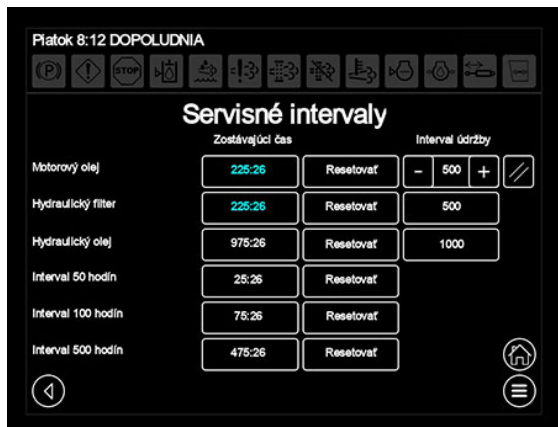 Piatok 8:12 DOPOLUDNIA
STOP
Servisné intervaly
Zostávajúci čas Interval údržby
Motorový olej 225:26 Resetovať - 500 +
Hydraulický filter 225:26 Resetovať 500
Hydraulický olej 975:26 Resetovať 1000
Interval 50 hodín 25:26 Resetovať
Interval 100 hodín 75:26 Resetovať
Interval 500 hodín 475:26 Resetovať